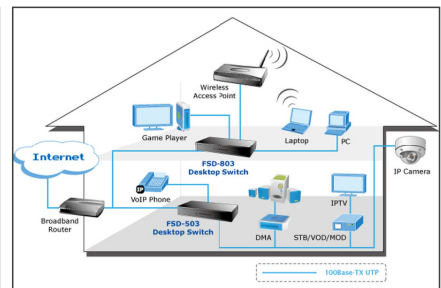 Wireless
Access Point
Game Player
Laptop
PC
FSD-803
Desktop Switch
Internet
IP Camera
IP
VoIP Phone
IPTV
Broadband
Router
FSD-503
Desktop Switch
DMA
STB/VOD/MOD
100Base-TX UTP